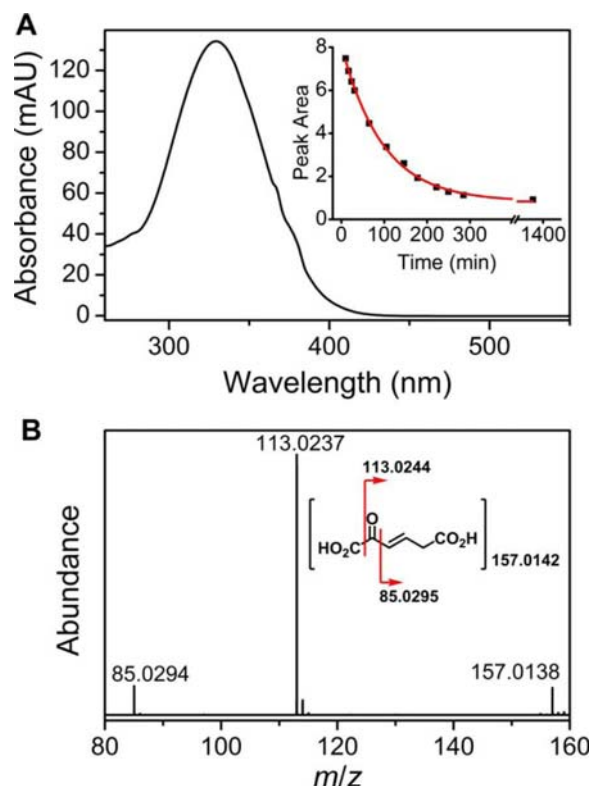 A
Absorbance (mAU)
120
100
80
60
40
20
0
300
400
500
Wavelength (nm)
Peak Area
8
6
4
2
0
0
100
200
300
1400
Time (min)
B
Abundance
113.0237
85.0294
157.0138
113.0244
O
HO₂C
CO₂H
157.0142
85.0295
80
100
120
140
160
m/z